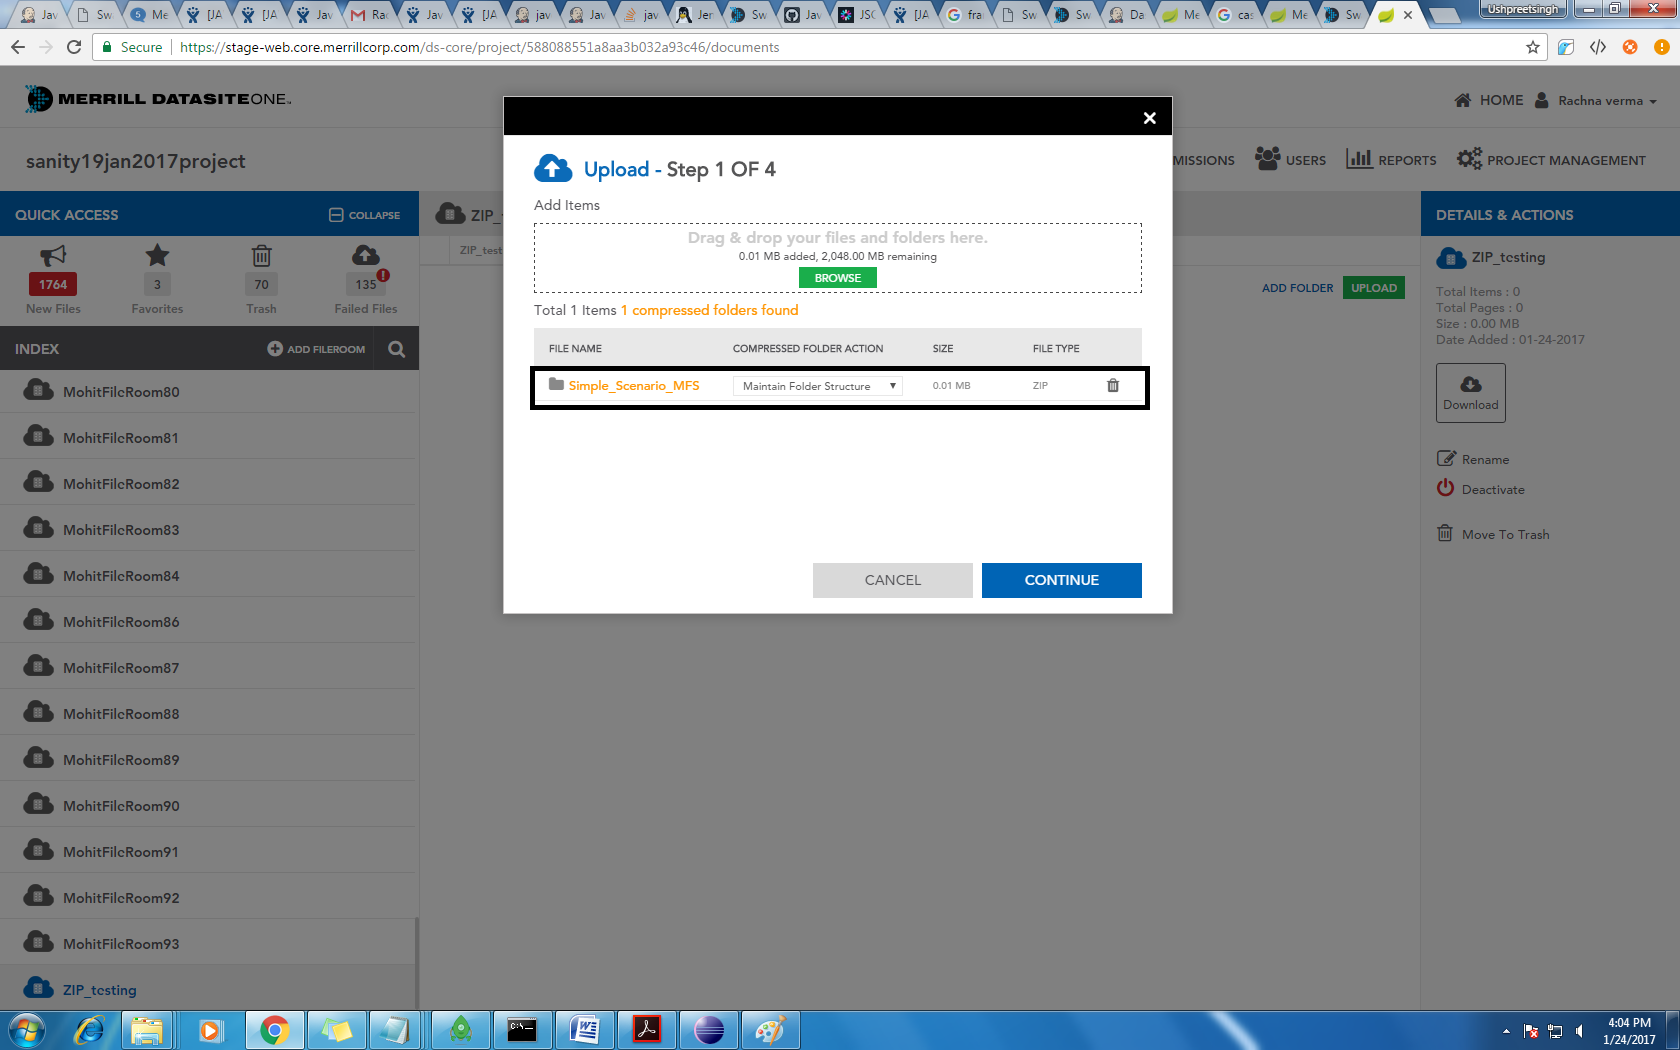 Jav
Sw
Me
[JA
[JA
Jav
Rac
Jav
[JA
jav
Jav
jav
Jer
Sw
Jav
JSC
[JA
frar
Sw
Sw
Da
Me
cas
Me
Sw
Ushpreetsingh
Secure
https://stage-web.core.merrillcorp.com/ds-core/project/588088551a8aa3b032a93c46/documents
MERRILL DATASITEONE
HOME
Rachna verma
sanity19jan2017project
MISSIONS
USERS
REPORTS
PROJECT MANAGEMENT
QUICK ACCESS
COLLAPSE
1764
New Files
3
Favorites
70
Trash
135
Failed Files
INDEX
ADD FILEROOM
MohitFileRoom80
MohitFileRoom81
MohitFileRoom82
MohitFileRoom83
MohitFileRoom84
MohitFileRoom86
MohitFileRoom87
MohitFileRoom88
MohitFileRoom89
MohitFileRoom90
MohitFileRoom91
MohitFileRoom92
MohitFileRoom93
ZIP_testing
ZIP_
ZIP_test
Upload - Step 1 OF 4
Add Items
Drag & drop your files and folders here.
0.01 MB added, 2,048.00 MB remaining
BROWSE
Total 1 Items 1 compressed folders found
FILE NAME COMPRESSED FOLDER ACTION SIZE FILE TYPE
Simple_Scenario_MFS Maintain Folder Structure 0.01 MB ZIP
CANCEL
CONTINUE
ADD FOLDER
UPLOAD
DETAILS & ACTIONS
ZIP_testing
Total Items : 0
Total Pages : 0
Size : 0.00 MB
Date Added : 01-24-2017
Download
Rename
Deactivate
Move To Trash
4:04 PM
1/24/2017